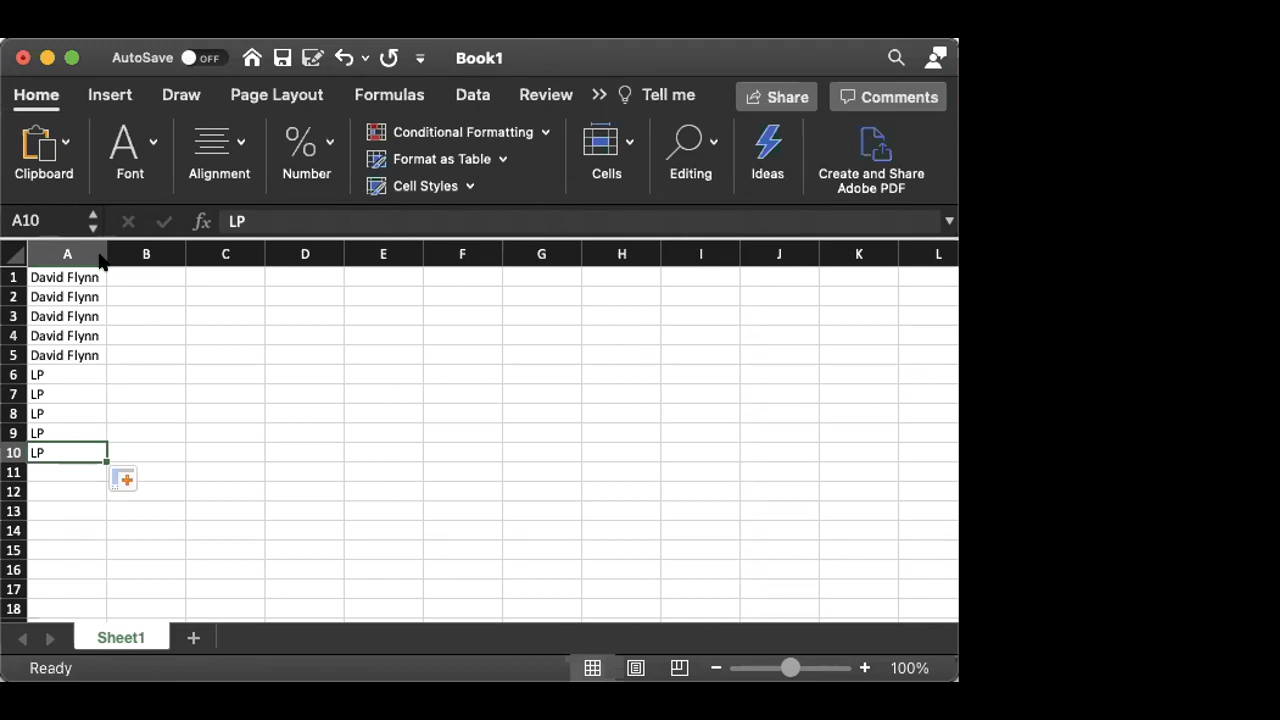 AutoSave OFF Book1
Home Insert Draw Page Layout Formulas Data Review >> Tell me Share Comments
Clipboard Font Alignment % Number Conditional Formatting Format as Table Cell Styles Cells Editing Ideas Create and Share Adobe PDF
A10 fx LP
A B C D E F G H I J K L
1 David Flynn
2 David Flynn
3 David Flynn
4 David Flynn
5 David Flynn
6 LP
7 LP
8 LP
9 LP
10 LP
11
12
13
14
15
16
17
18
Sheet1 +
Ready − + 100%